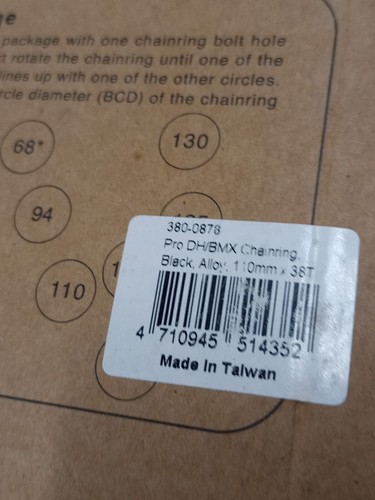 package with one chainring bolt hole
rotate the chainring until one of the
lines up with one of the other circles.
diameter (BCD) of the chainring
68*
130
94
110
380-0878
Pro DH/BMX Chainring,
Black, Alloy, 110mm x 38T
4 710945 514352
Made In Taiwan